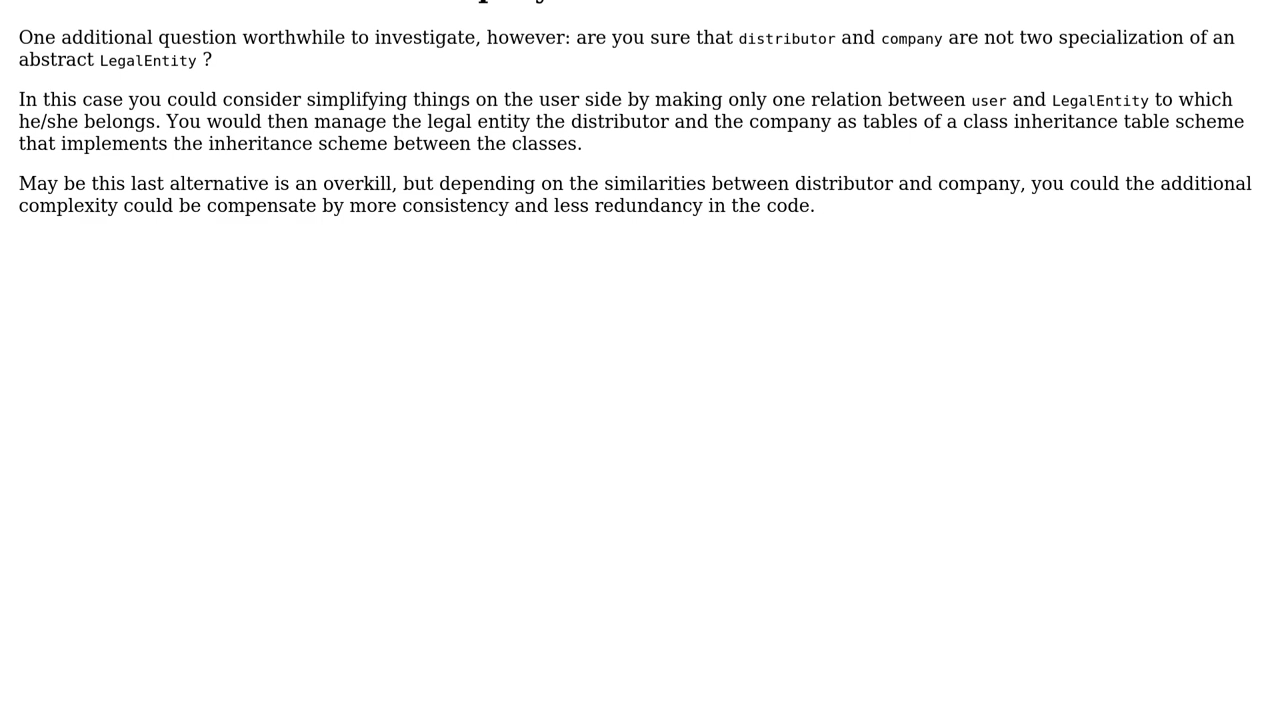 One additional question worthwhile to investigate, however: are you sure that distributor and company are not two specialization of an
abstract LegalEntity ?
In this case you could consider simplifying things on the user side by making only one relation between user and LegalEntity to which
he/she belongs. You would then manage the legal entity the distributor and the company as tables of a class inheritance table scheme
that implements the inheritance scheme between the classes.
May be this last alternative is an overkill, but depending on the similarities between distributor and company, you could the additional
complexity could be compensate by more consistency and less redundancy in the code.